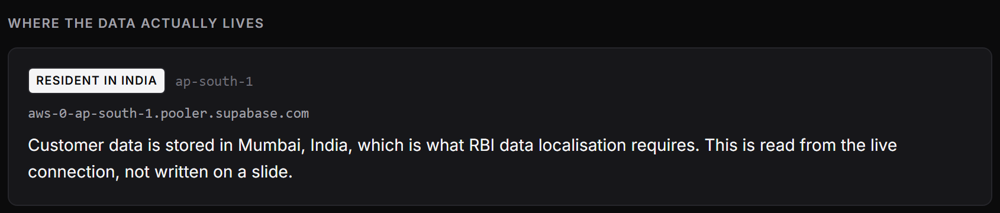 WHERE THE DATA ACTUALLY LIVES
RESIDENT IN INDIA ap-south-1
aws-0-ap-south-1.pooler.supabase.com
Customer data is stored in Mumbai, India, which is what RBI data localisation requires. This is read from the live
connection, not written on a slide.